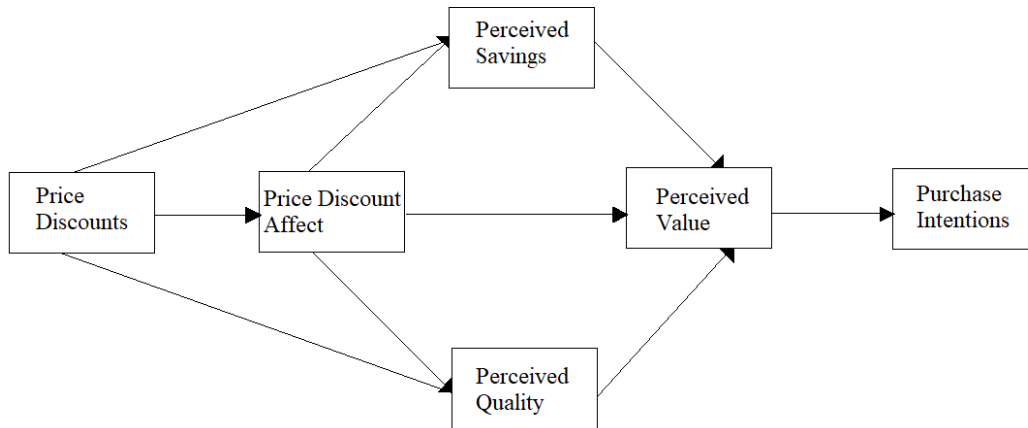 Perceived
Savings
Price
Discounts
Price Discount
Affect
Perceived
Value
Purchase
Intentions
Perceived
Quality